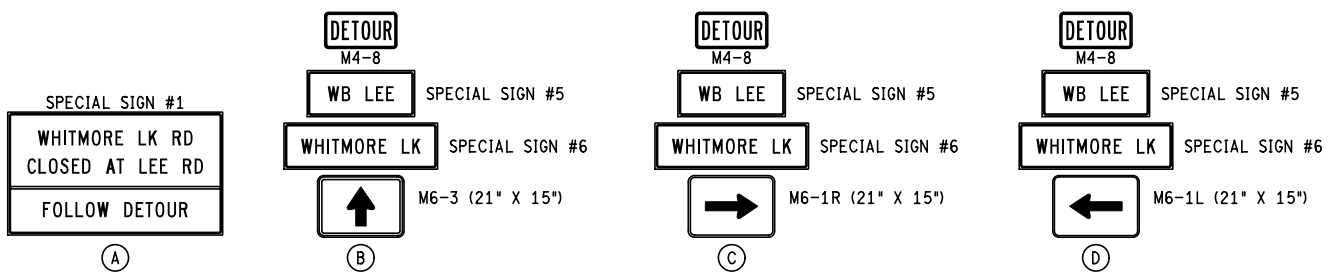 SPECIAL SIGN #1
WHITMORE LK RD
CLOSED AT LEE RD
FOLLOW DETOUR
A
DETOUR
M4-8
WB LEE SPECIAL SIGN #5
WHITMORE LK SPECIAL SIGN #6
M6-3 (21" X 15")
B
DETOUR
M4-8
WB LEE SPECIAL SIGN #5
WHITMORE LK SPECIAL SIGN #6
M6-1R (21" X 15")
C
DETOUR
M4-8
WB LEE SPECIAL SIGN #5
WHITMORE LK SPECIAL SIGN #6
M6-1L (21" X 15")
D